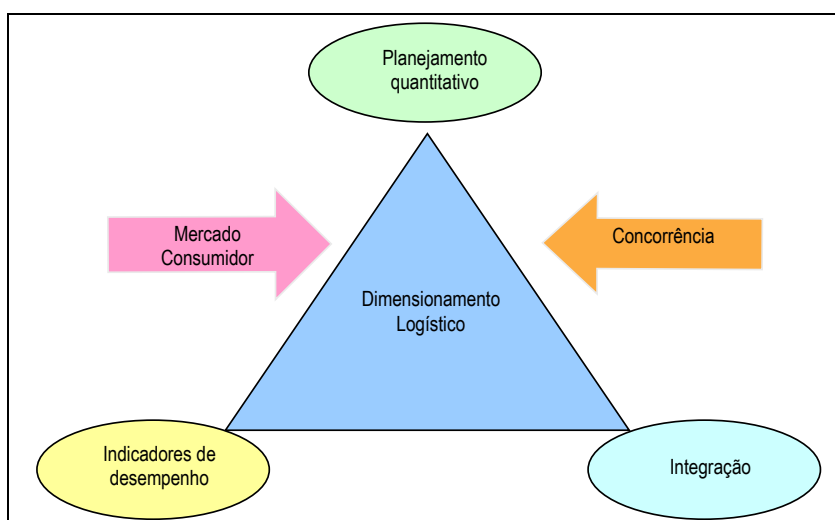 Planejamento
quantitativo
Mercado
Consumidor
Concorrência
Dimensionamento
Logístico
Indicadores de
desempenho
Integração